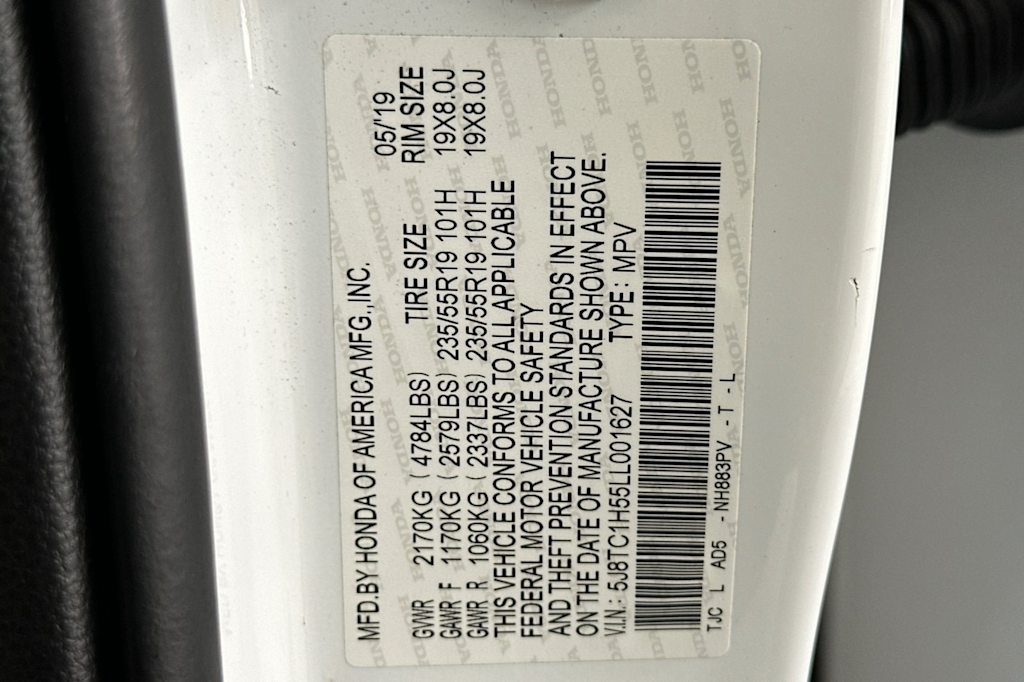 MFD.BY HONDA OF AMERICA MFG.,INC. 05/'19
GVWR 2170KG (4784LBS) TIRE SIZE RIM SIZE
GAWR F 1170KG (2579LBS) 235/55R19 101H 19X8.0J
GAWR R 1060KG (2337LBS) 235/55R19 101H 19X8.0J
THIS VEHICLE CONFORMS TO ALL APPLICABLE
FEDERAL MOTOR VEHICLE SAFETY
AND THEFT PREVENTION STANDARDS IN EFFECT
ON THE DATE OF MANUFACTURE SHOWN ABOVE.
V.I.N.: 5J8TC1H55LL001627 TYPE: MPV
TJC L AD5 - NH883PV - T - L